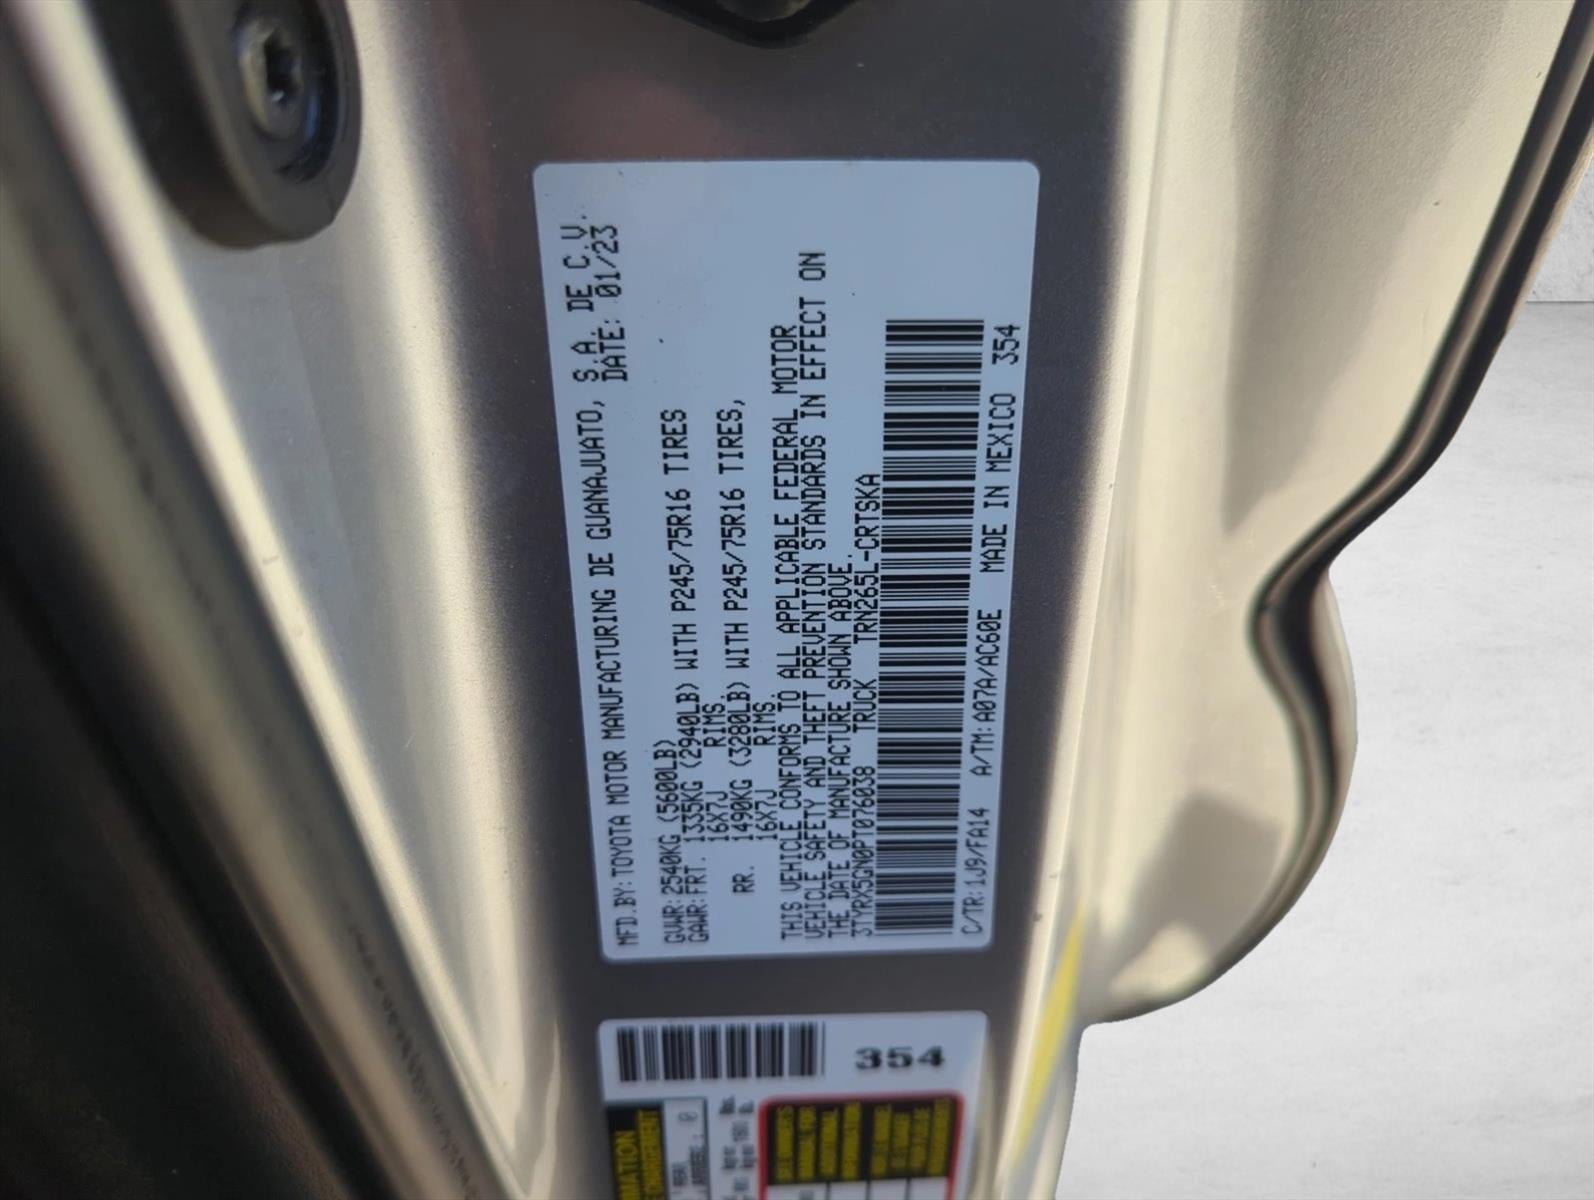 MFD.BY:TOYOTA MOTOR MANUFACTURING DE GUANAJUATO, S.A. DE C.V.
DATE: 01/23
GVWR:2540KG (5600LB)
GAWR:FRT. 1335KG (2940LB) WITH P245/75R16 TIRES
16X7J RIMS.
RR. 1490KG (3280LB) WITH P245/75R16 TIRES,
16X7J RIMS.
THIS VEHICLE CONFORMS TO ALL APPLICABLE FEDERAL MOTOR
VEHICLE SAFETY AND THEFT PREVENTION STANDARDS IN EFFECT ON
THE DATE OF MANUFACTURE SHOWN ABOVE.
3TYRX5GN0PT076038 TRUCK TRN265L-CRTSKA
C/TR:1J9/FA14 A/TM:A07A/AC60E MADE IN MEXICO 354
354